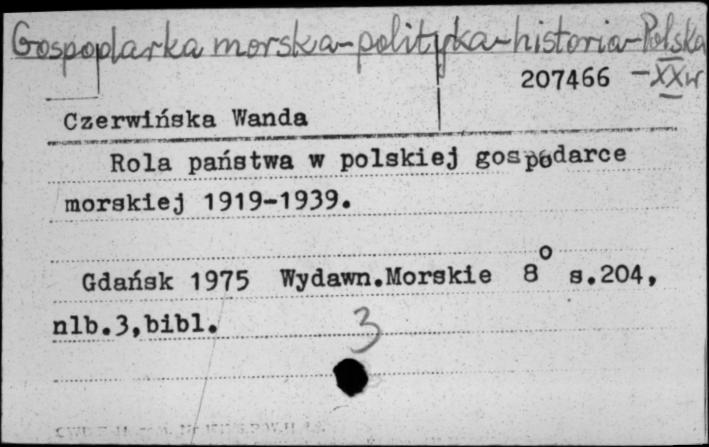 Gospodarka morska-polityka-historia-Polska
207466 -XXw
Czerwińska Wanda
Rola państwa w polskiej gospodarce
morskiej 1919-1939.
Gdańsk 1975 Wydawn.Morskie 8° s.204,
nlb.3,bibl.
3